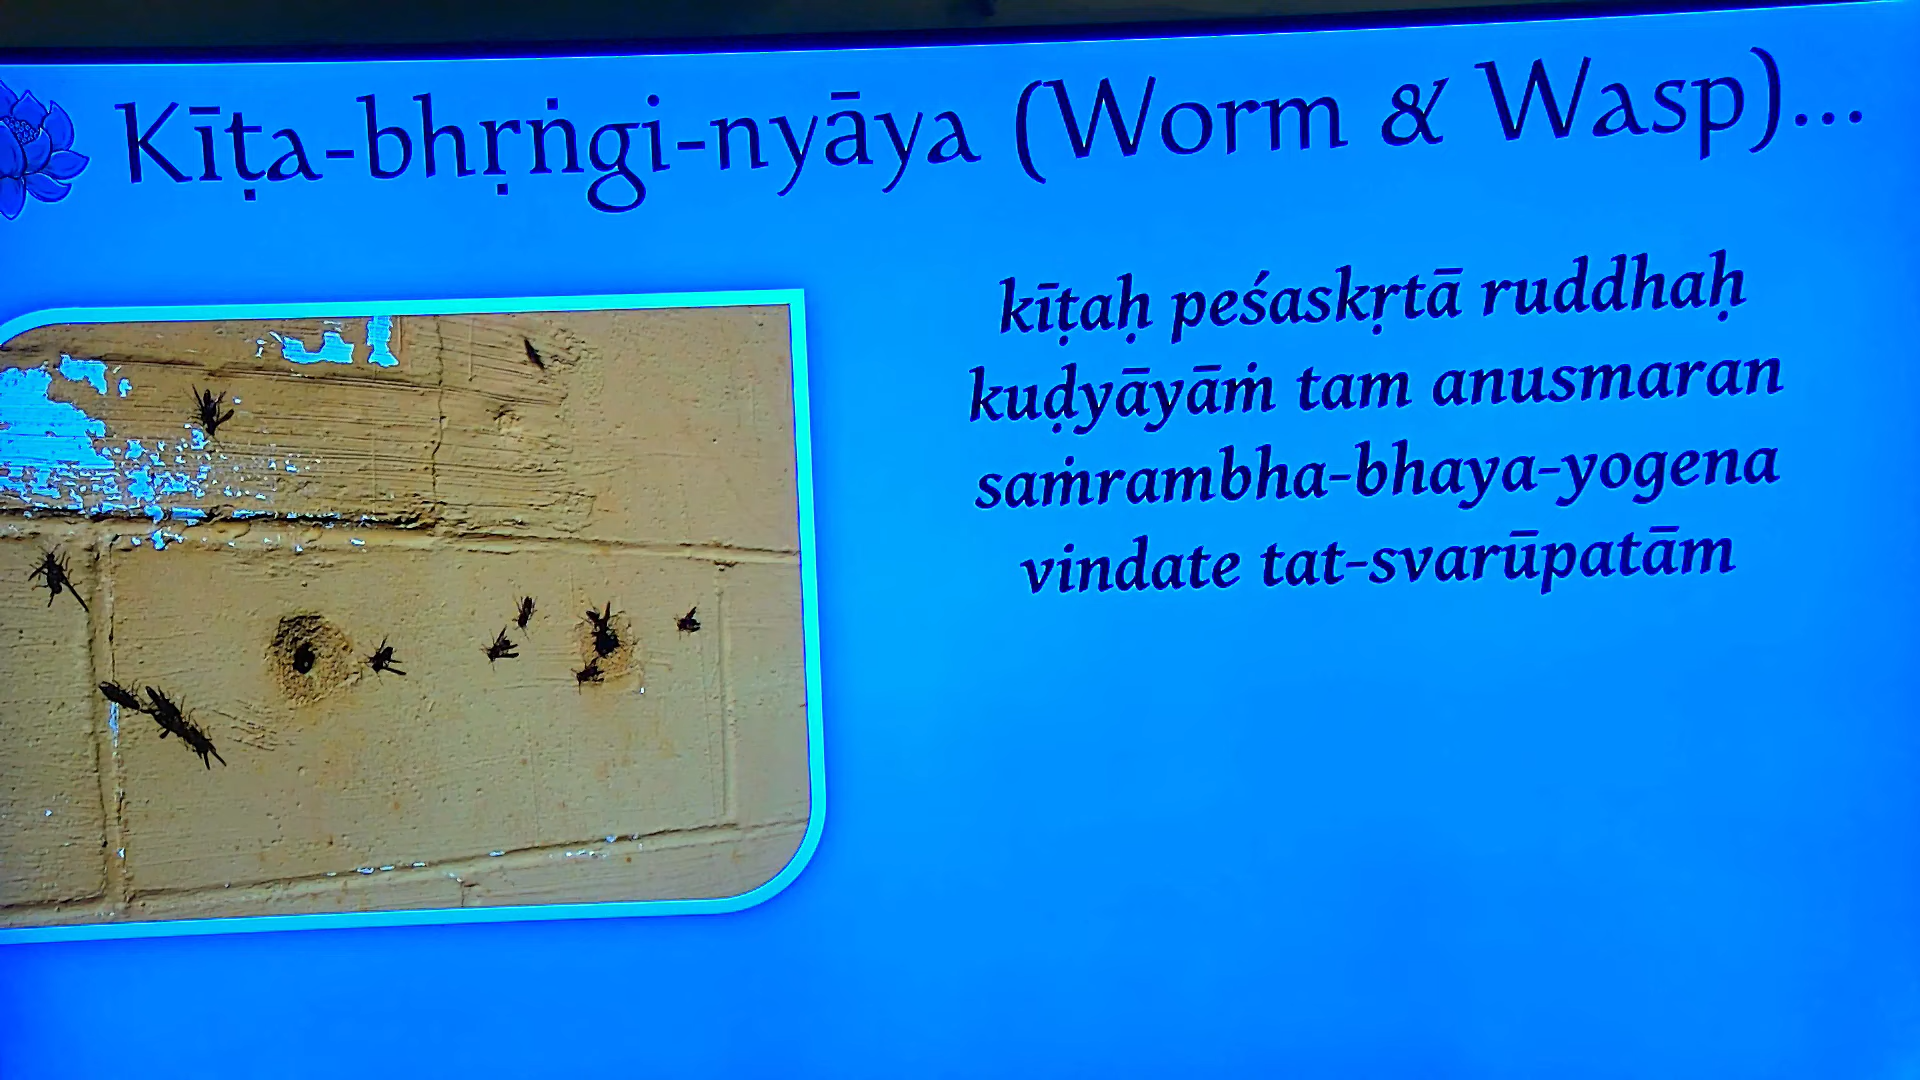 Kīṭa-bhṛṅgi-nyāya (Worm & Wasp)...
kīṭaḥ peśaskṛtā ruddhaḥ
kuḍyāyāṁ tam anusmaran
saṁrambha-bhaya-yogena
vindate tat-svarūpatām